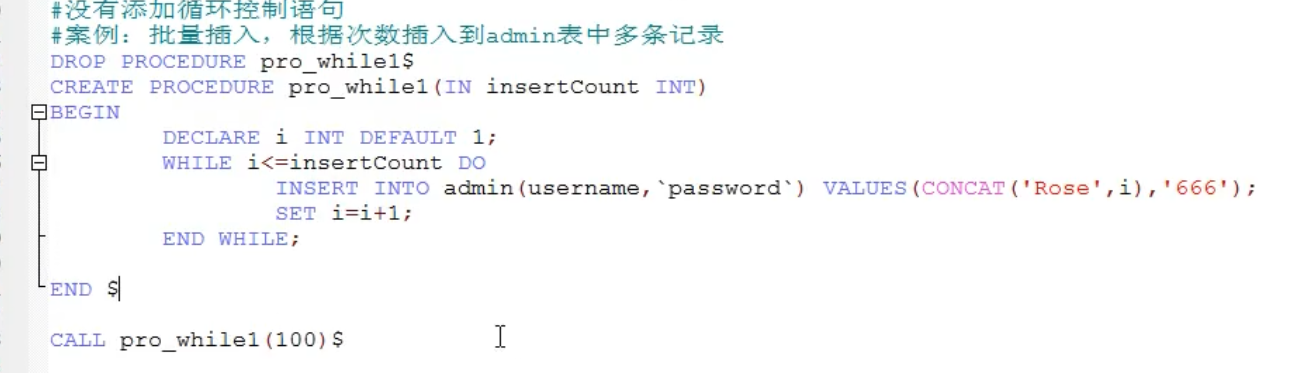 #没有添加循环控制语句
#案例：批量插入，根据次数插入到admin表中多条记录
DROP PROCEDURE pro_while1$
CREATE PROCEDURE pro_while1(IN insertCount INT)
BEGIN
DECLARE i INT DEFAULT 1;
WHILE i<=insertCount DO
INSERT INTO admin(username,`password`) VALUES(CONCAT('Rose',i),'666');
SET i=i+1;
END WHILE;
END $
CALL pro_while1(100)$